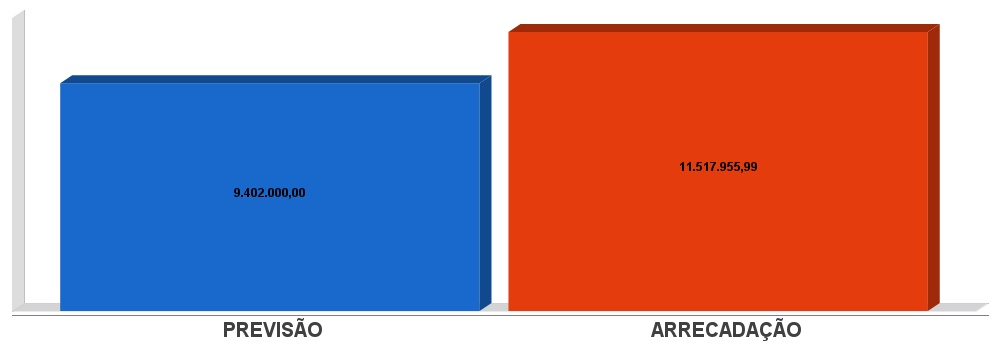 11.517.955,99
9.402.000,00
PREVISÃO
ARRECADAÇÃO